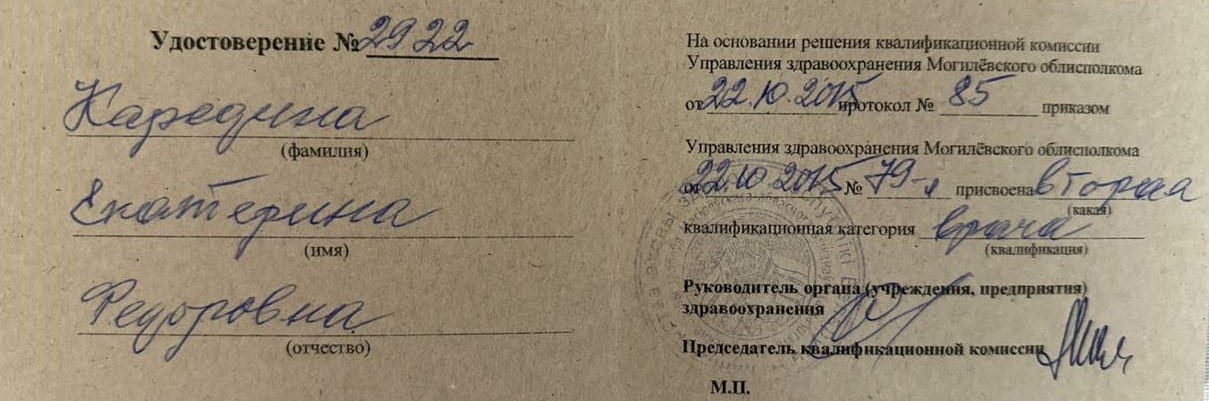 Удостоверение № 2922
Каредина
(фамилия)
Екатерина
(имя)
Федоровна
(отчество)
На основании решения квалификационной комиссии
Управления здравоохранения Могилёвского облисполкома
от 22.10.2015 протокол № 85 приказом
Управления здравоохранения Могилёвского облисполкома
от 22.10.2015 № 79-л присвоена вторая
(какая)
квалификационная категория врача
(квалификация)
Руководитель органа (учреждения, предприятия)
здравоохранения
Председатель квалификационной комиссии
М.П.